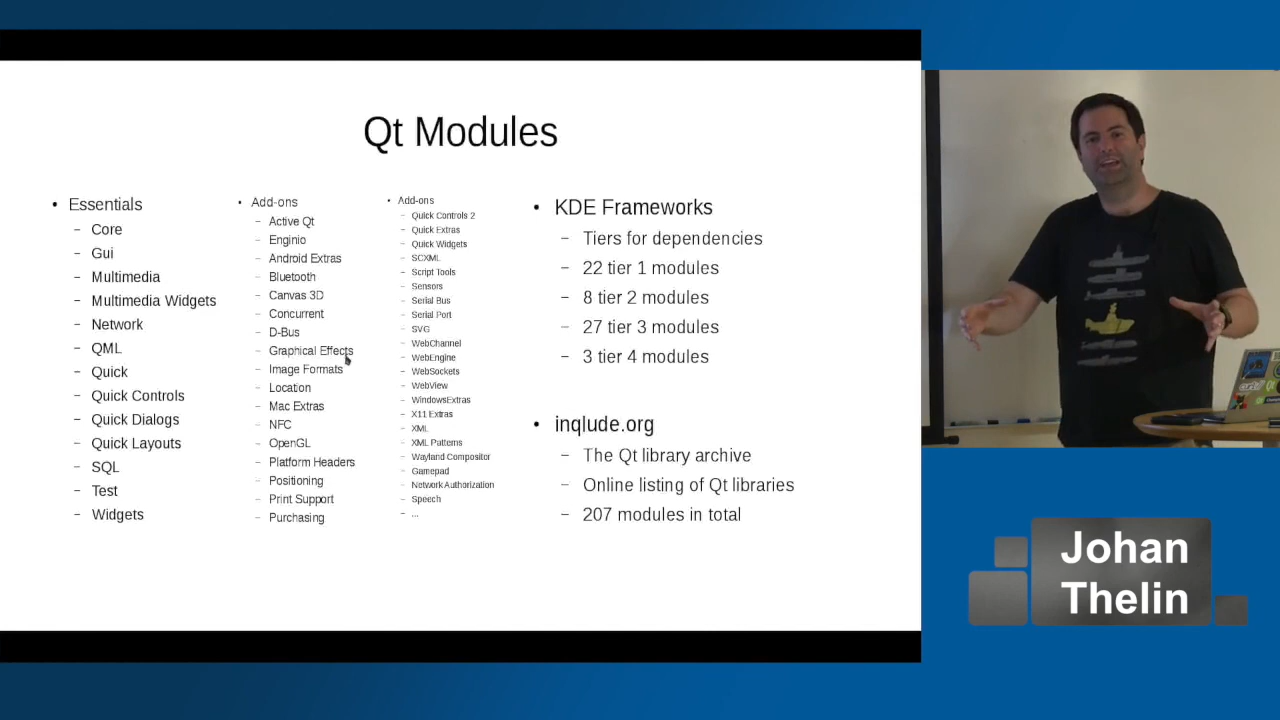 Qt Modules
• Essentials
– Core
– Gui
– Multimedia
– Multimedia Widgets
– Network
– QML
– Quick
– Quick Controls
– Quick Dialogs
– Quick Layouts
– SQL
– Test
– Widgets
• Add-ons
– Active Qt
– Enginio
– Android Extras
– Bluetooth
– Canvas 3D
– Concurrent
– D-Bus
– Graphical Effects
– Image Formats
– Location
– Mac Extras
– NFC
– OpenGL
– Platform Headers
– Positioning
– Print Support
– Purchasing
• Add-ons
– Quick Controls 2
– Quick Extras
– Quick Widgets
– SCXML
– Script Tools
– Sensors
– Serial Bus
– Serial Port
– SVG
– WebChannel
– WebEngine
– WebSockets
– WebView
– WindowsExtras
– X11 Extras
– XML
– XML Patterns
– Wayland Compositor
– Gamepad
– Network Authorization
– Speech
– ...
• KDE Frameworks
– Tiers for dependencies
– 22 tier 1 modules
– 8 tier 2 modules
– 27 tier 3 modules
– 3 tier 4 modules
• inqlude.org
– The Qt library archive
– Online listing of Qt libraries
– 207 modules in total
Johan
Thelin